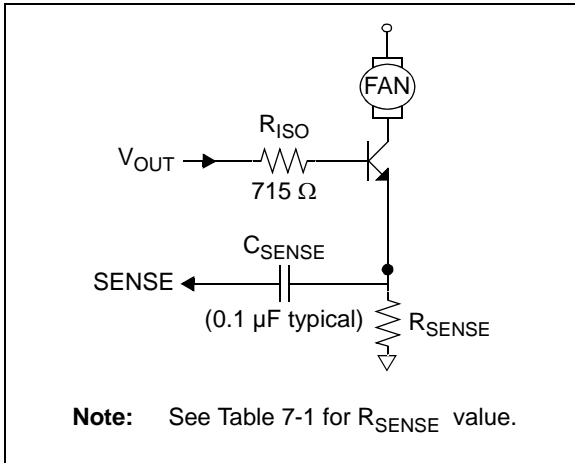 FAN
R_ISO
V_OUT
715 Ω
C_SENSE
SENSE
(0.1 µF typical)
R_SENSE
Note: See Table 7-1 for R_SENSE value.